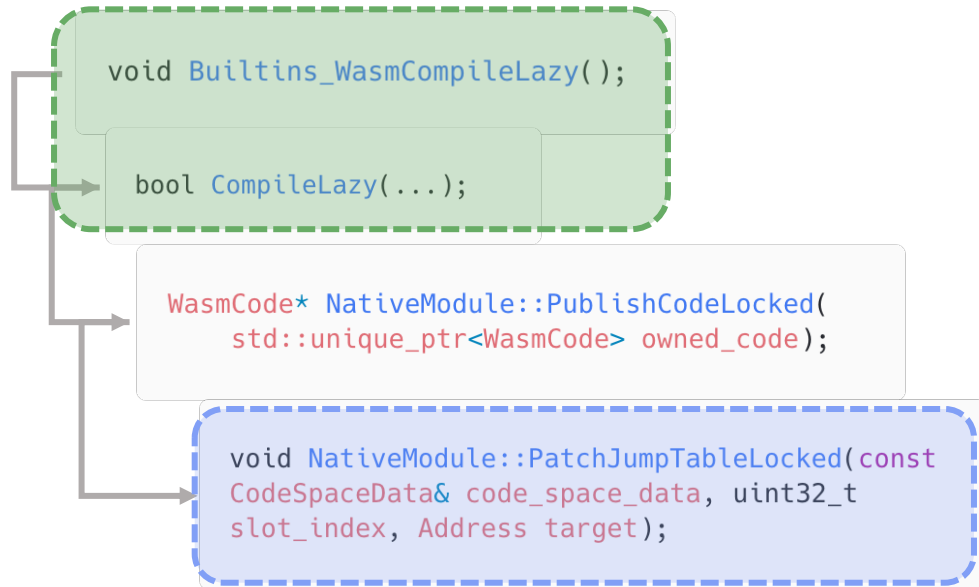 void Builtins_WasmCompileLazy();
bool CompileLazy(...);
WasmCode* NativeModule::PublishCodeLocked(
std::unique_ptr<WasmCode> owned_code);
void NativeModule::PatchJumpTableLocked(const
CodeSpaceData& code_space_data, uint32_t
slot_index, Address target);